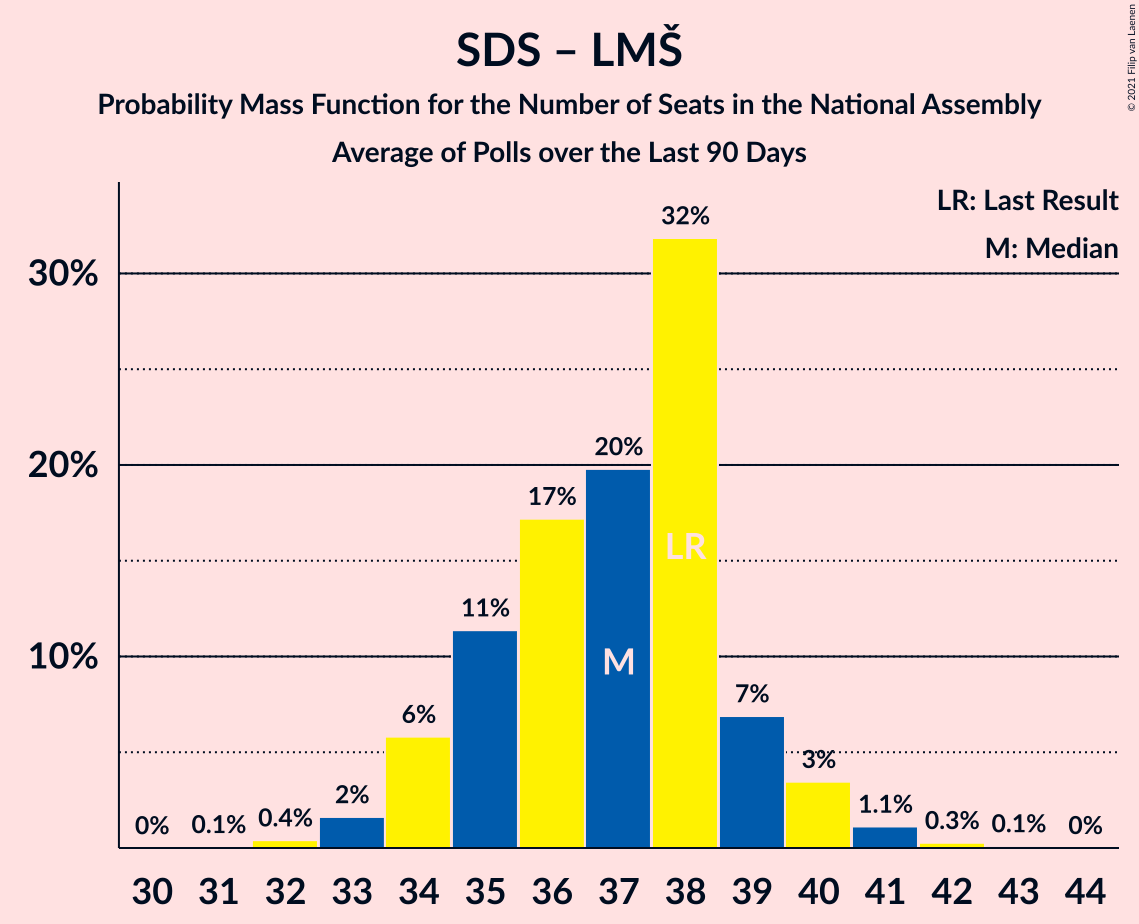 SDS – LMŠ
Probability Mass Function for the Number of Seats in the National Assembly
Average of Polls over the Last 90 Days
© 2021 Filip van Laenen
LR: Last Result
M: Median
32%
30%
20%
20%
17%
LR
11%
10%
M
7%
6%
3%
2%
1.1%
0% 0.1% 0.4% 0.3% 0.1% 0%
30 31 32 33 34 35 36 37 38 39 40 41 42 43 44